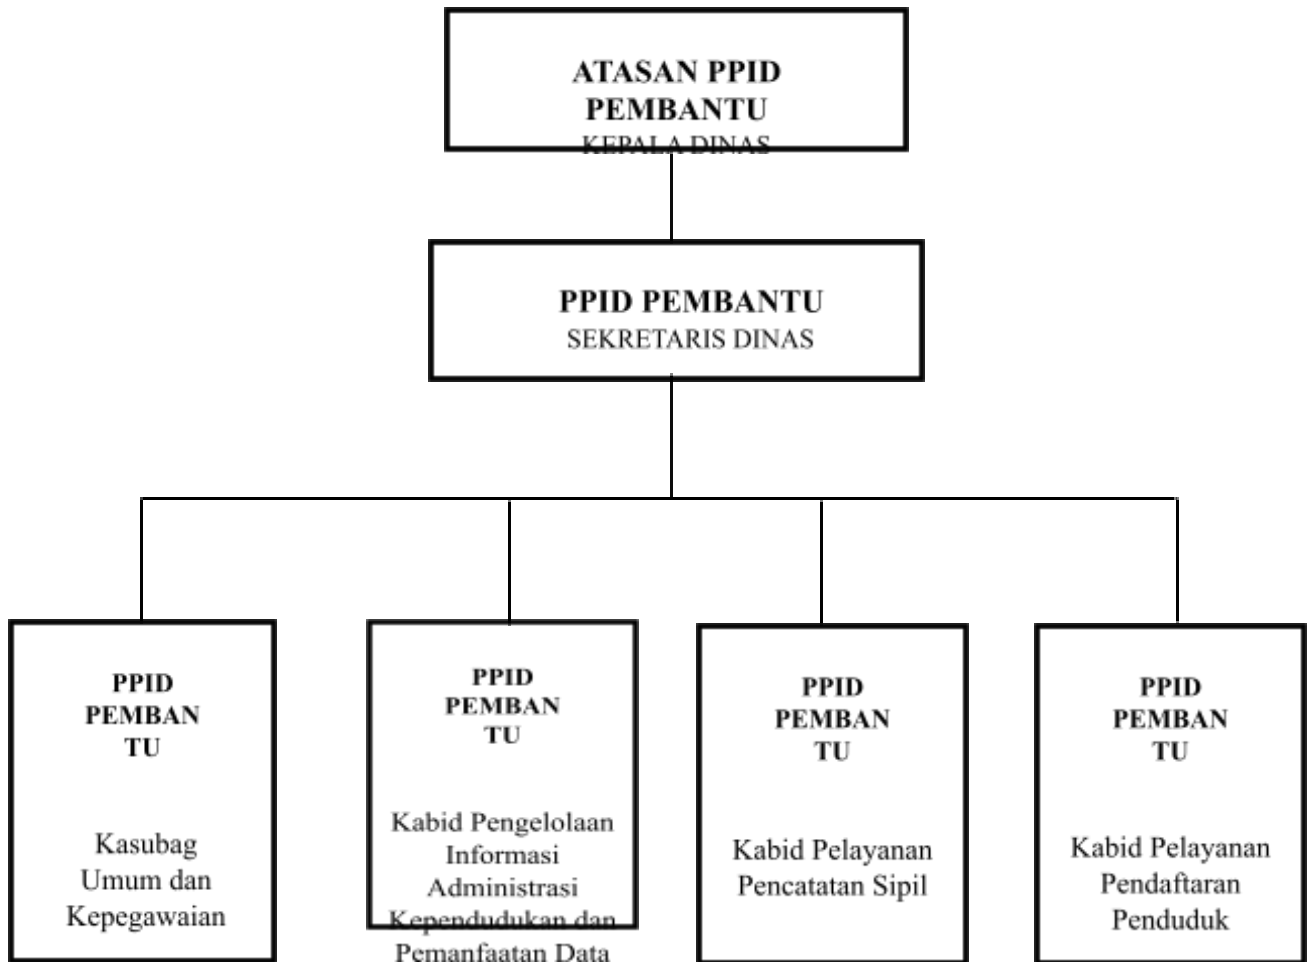 ATASAN PPID
PEMBANTU
KEPALA DINAS
PPID PEMBANTU
SEKRETARIS DINAS
PPID
PEMBAN
TU
Kasubag
Umum dan
Kepegawaian
PPID
PEMBAN
TU
Kabid Pengelolaan
Informasi
Administrasi
Kependudukan dan
Pemanfaatan Data
PPID
PEMBAN
TU
Kabid Pelayanan
Pencatatan Sipil
PPID
PEMBAN
TU
Kabid Pelayanan
Pendaftaran
Penduduk